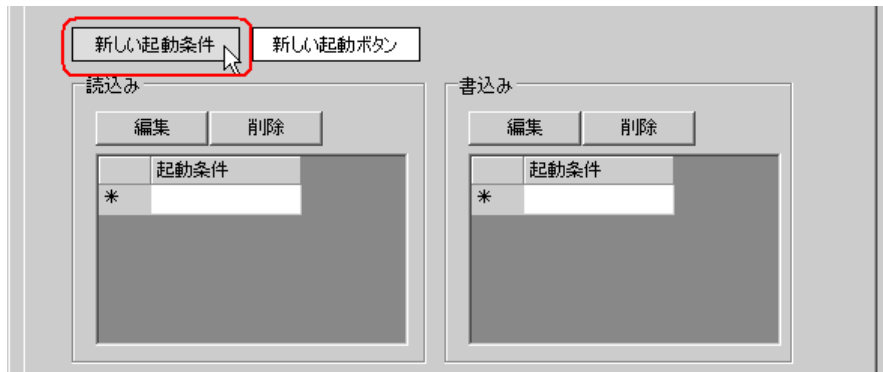 新しい起動条件 新しい起動ボタン
読込み 書込み
編集 削除 編集 削除
起動条件 起動条件
* *